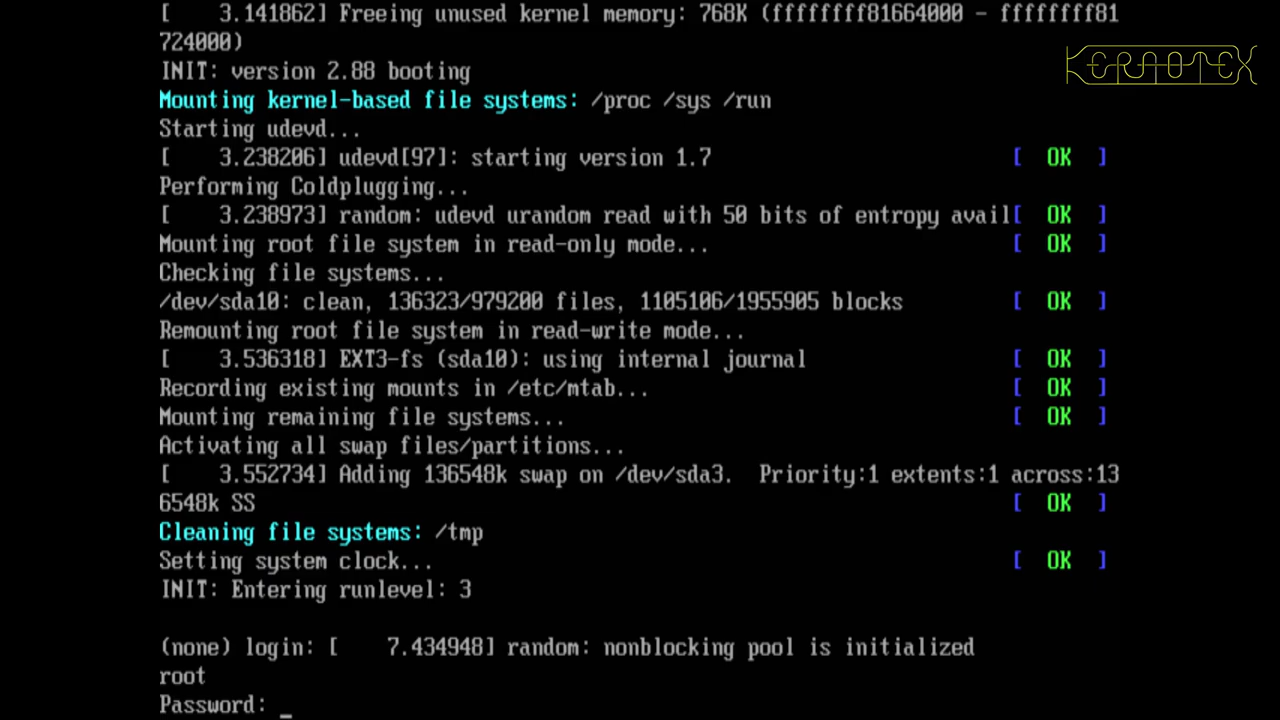 [    3.141862] Freeing unused kernel memory: 768K (ffffffff81664000 - ffffffff81
724000)
KERNOTEX
INIT: version 2.88 booting
Mounting kernel-based file systems: /proc /sys /run
Starting udevd...
[    3.238206] udevd[97]: starting version 1.7 [  OK  ]
Performing Coldplugging...
[    3.238973] random: udevd urandom read with 50 bits of entropy avail[  OK  ]
Mounting root file system in read-only mode... [  OK  ]
Checking file systems...
/dev/sda10: clean, 136323/979200 files, 1105106/1955905 blocks [  OK  ]
Remounting root file system in read-write mode...
[    3.536318] EXT3-fs (sda10): using internal journal [  OK  ]
Recording existing mounts in /etc/mtab... [  OK  ]
Mounting remaining file systems... [  OK  ]
Activating all swap files/partitions...
[    3.552734] Adding 136548k swap on /dev/sda3.  Priority:1 extents:1 across:13
6548k SS [  OK  ]
Cleaning file systems: /tmp
Setting system clock... [  OK  ]
INIT: Entering runlevel: 3
(none) login: [    7.434948] random: nonblocking pool is initialized
root
Password: _